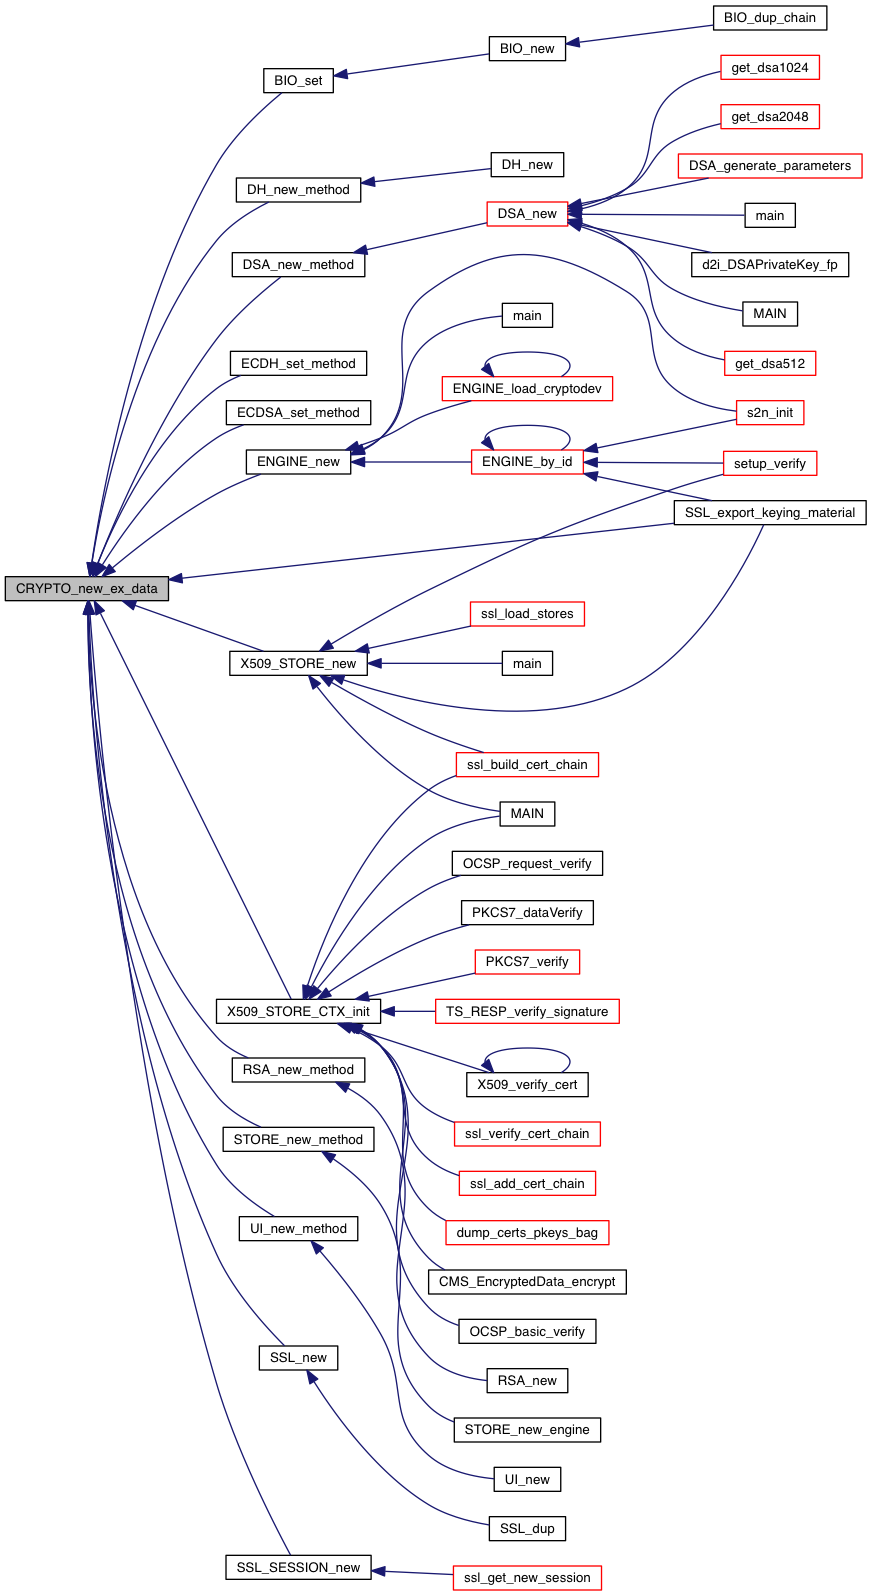 BIO_dup_chain
BIO_new
get_dsa1024
BIO_set
get_dsa2048
DH_new
DSA_generate_parameters
DH_new_method
DSA_new
main
DSA_new_method
d2i_DSAPrivateKey_fp
main
MAIN
ECDH_set_method
get_dsa512
ENGINE_load_cryptodev
ECDSA_set_method
s2n_init
ENGINE_new
ENGINE_by_id
setup_verify
SSL_export_keying_material
CRYPTO_new_ex_data
ssl_load_stores
X509_STORE_new
main
ssl_build_cert_chain
MAIN
OCSP_request_verify
PKCS7_dataVerify
PKCS7_verify
X509_STORE_CTX_init
TS_RESP_verify_signature
RSA_new_method
X509_verify_cert
STORE_new_method
ssl_verify_cert_chain
ssl_add_cert_chain
UI_new_method
dump_certs_pkeys_bag
CMS_EncryptedData_encrypt
OCSP_basic_verify
SSL_new
RSA_new
STORE_new_engine
UI_new
SSL_dup
SSL_SESSION_new
ssl_get_new_session